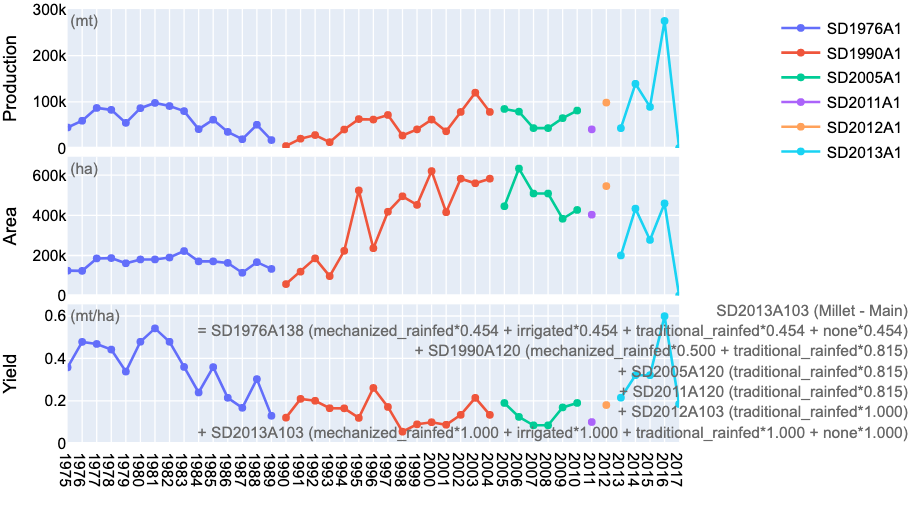 300k
(mt)
200k
100k
0
Production
SD1976A1
SD1990A1
SD2005A1
SD2011A1
SD2012A1
SD2013A1
(ha)
600k
400k
200k
0
Area
0.6
(mt/ha)
0.4
0.2
0
Yield
SD2013A103 (Millet - Main)
= SD1976A138 (mechanized_rainfed*0.454 + irrigated*0.454 + traditional_rainfed*0.454 + none*0.454)
+ SD1990A120 (mechanized_rainfed*0.500 + traditional_rainfed*0.815)
+ SD2005A120 (traditional_rainfed*0.815)
+ SD2011A120 (traditional_rainfed*0.815)
+ SD2012A103 (traditional_rainfed*1.000)
+ SD2013A103 (mechanized_rainfed*1.000 + irrigated*1.000 + traditional_rainfed*1.000 + none*1.000)
1975
1976
1977
1978
1979
1980
1981
1982
1983
1984
1985
1986
1987
1988
1989
1990
1991
1992
1993
1994
1995
1996
1997
1998
1999
2000
2001
2002
2003
2004
2005
2006
2007
2008
2009
2010
2011
2012
2013
2014
2015
2016
2017